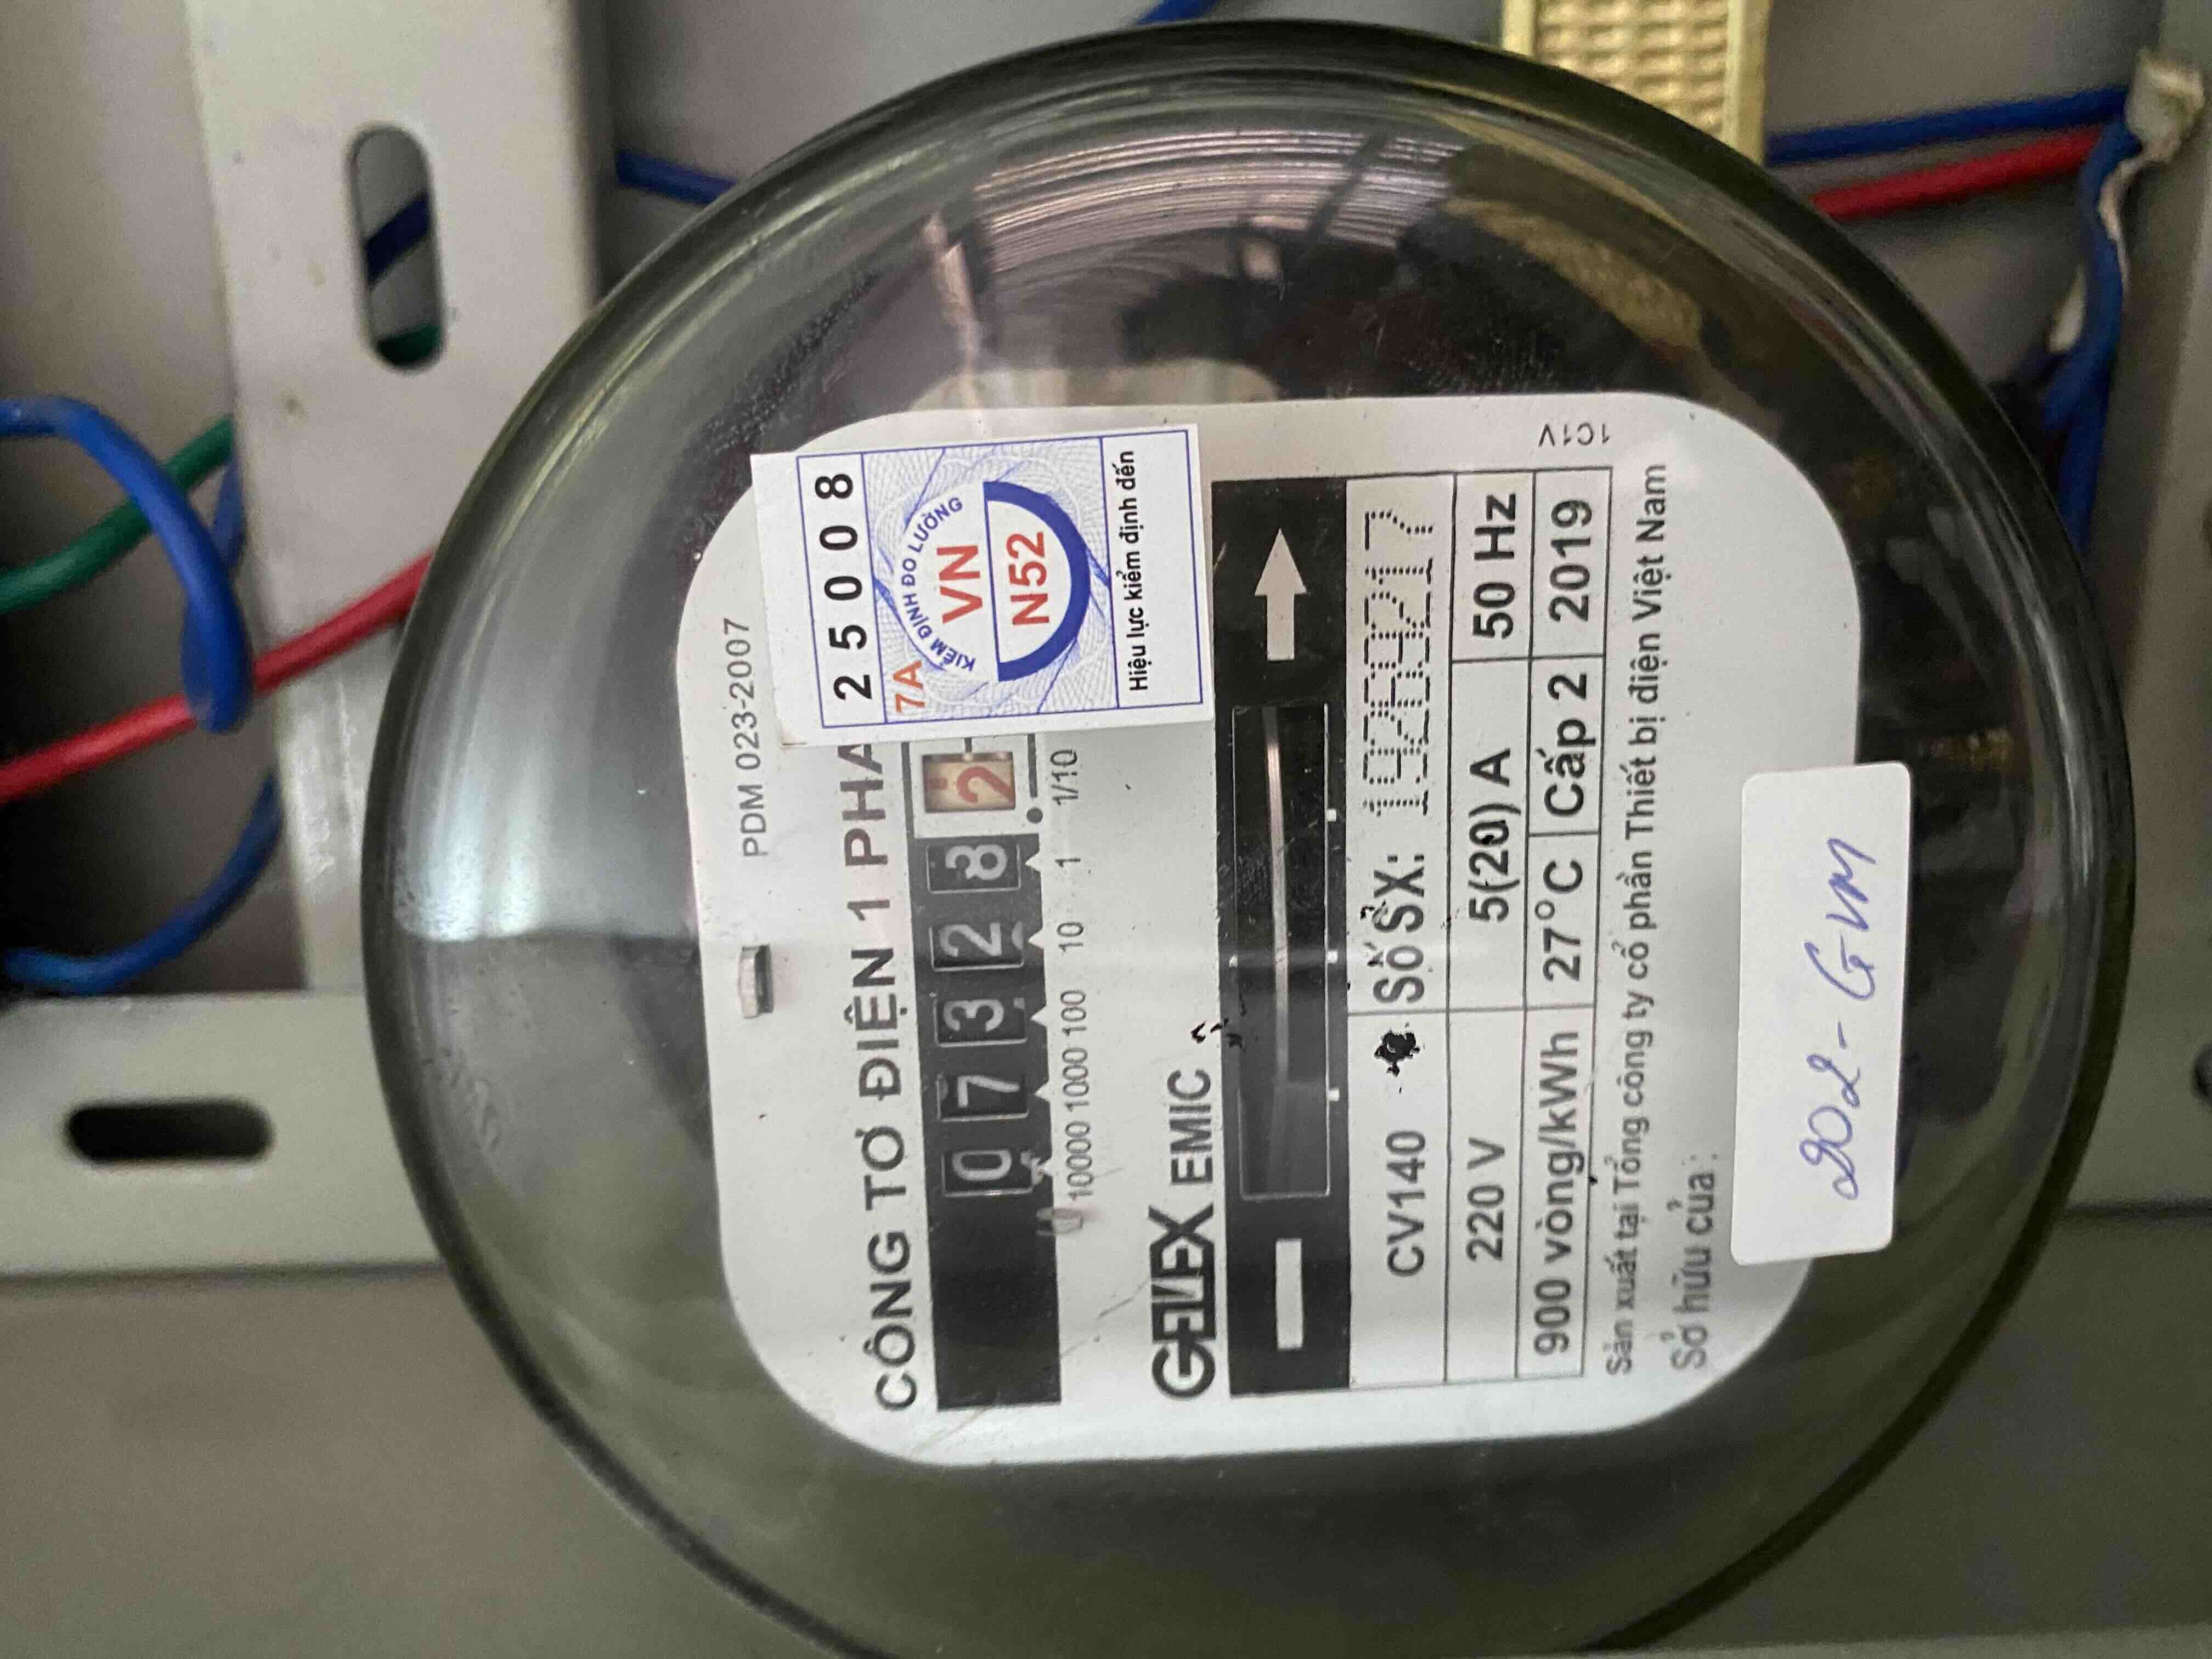 PDM 023-2007
CÔNG TƠ ĐIỆN 1 PHA
0 7 3 2 8 2
10000 1000 100 10 1 1/10
25008
7A
KIỂM ĐỊNH ĐO LƯỜNG
VN
N52
Hiệu lực kiểm định đến
GELEX EMIC
CV140 Số SX: 19268217
220 V 5(20) A 50 Hz
900 vòng/kWh 27°C Cấp 2 2019
1C1V
Sản xuất tại Tổng công ty cổ phần Thiết bị điện Việt Nam
Sở hữu của:
202 - GVM